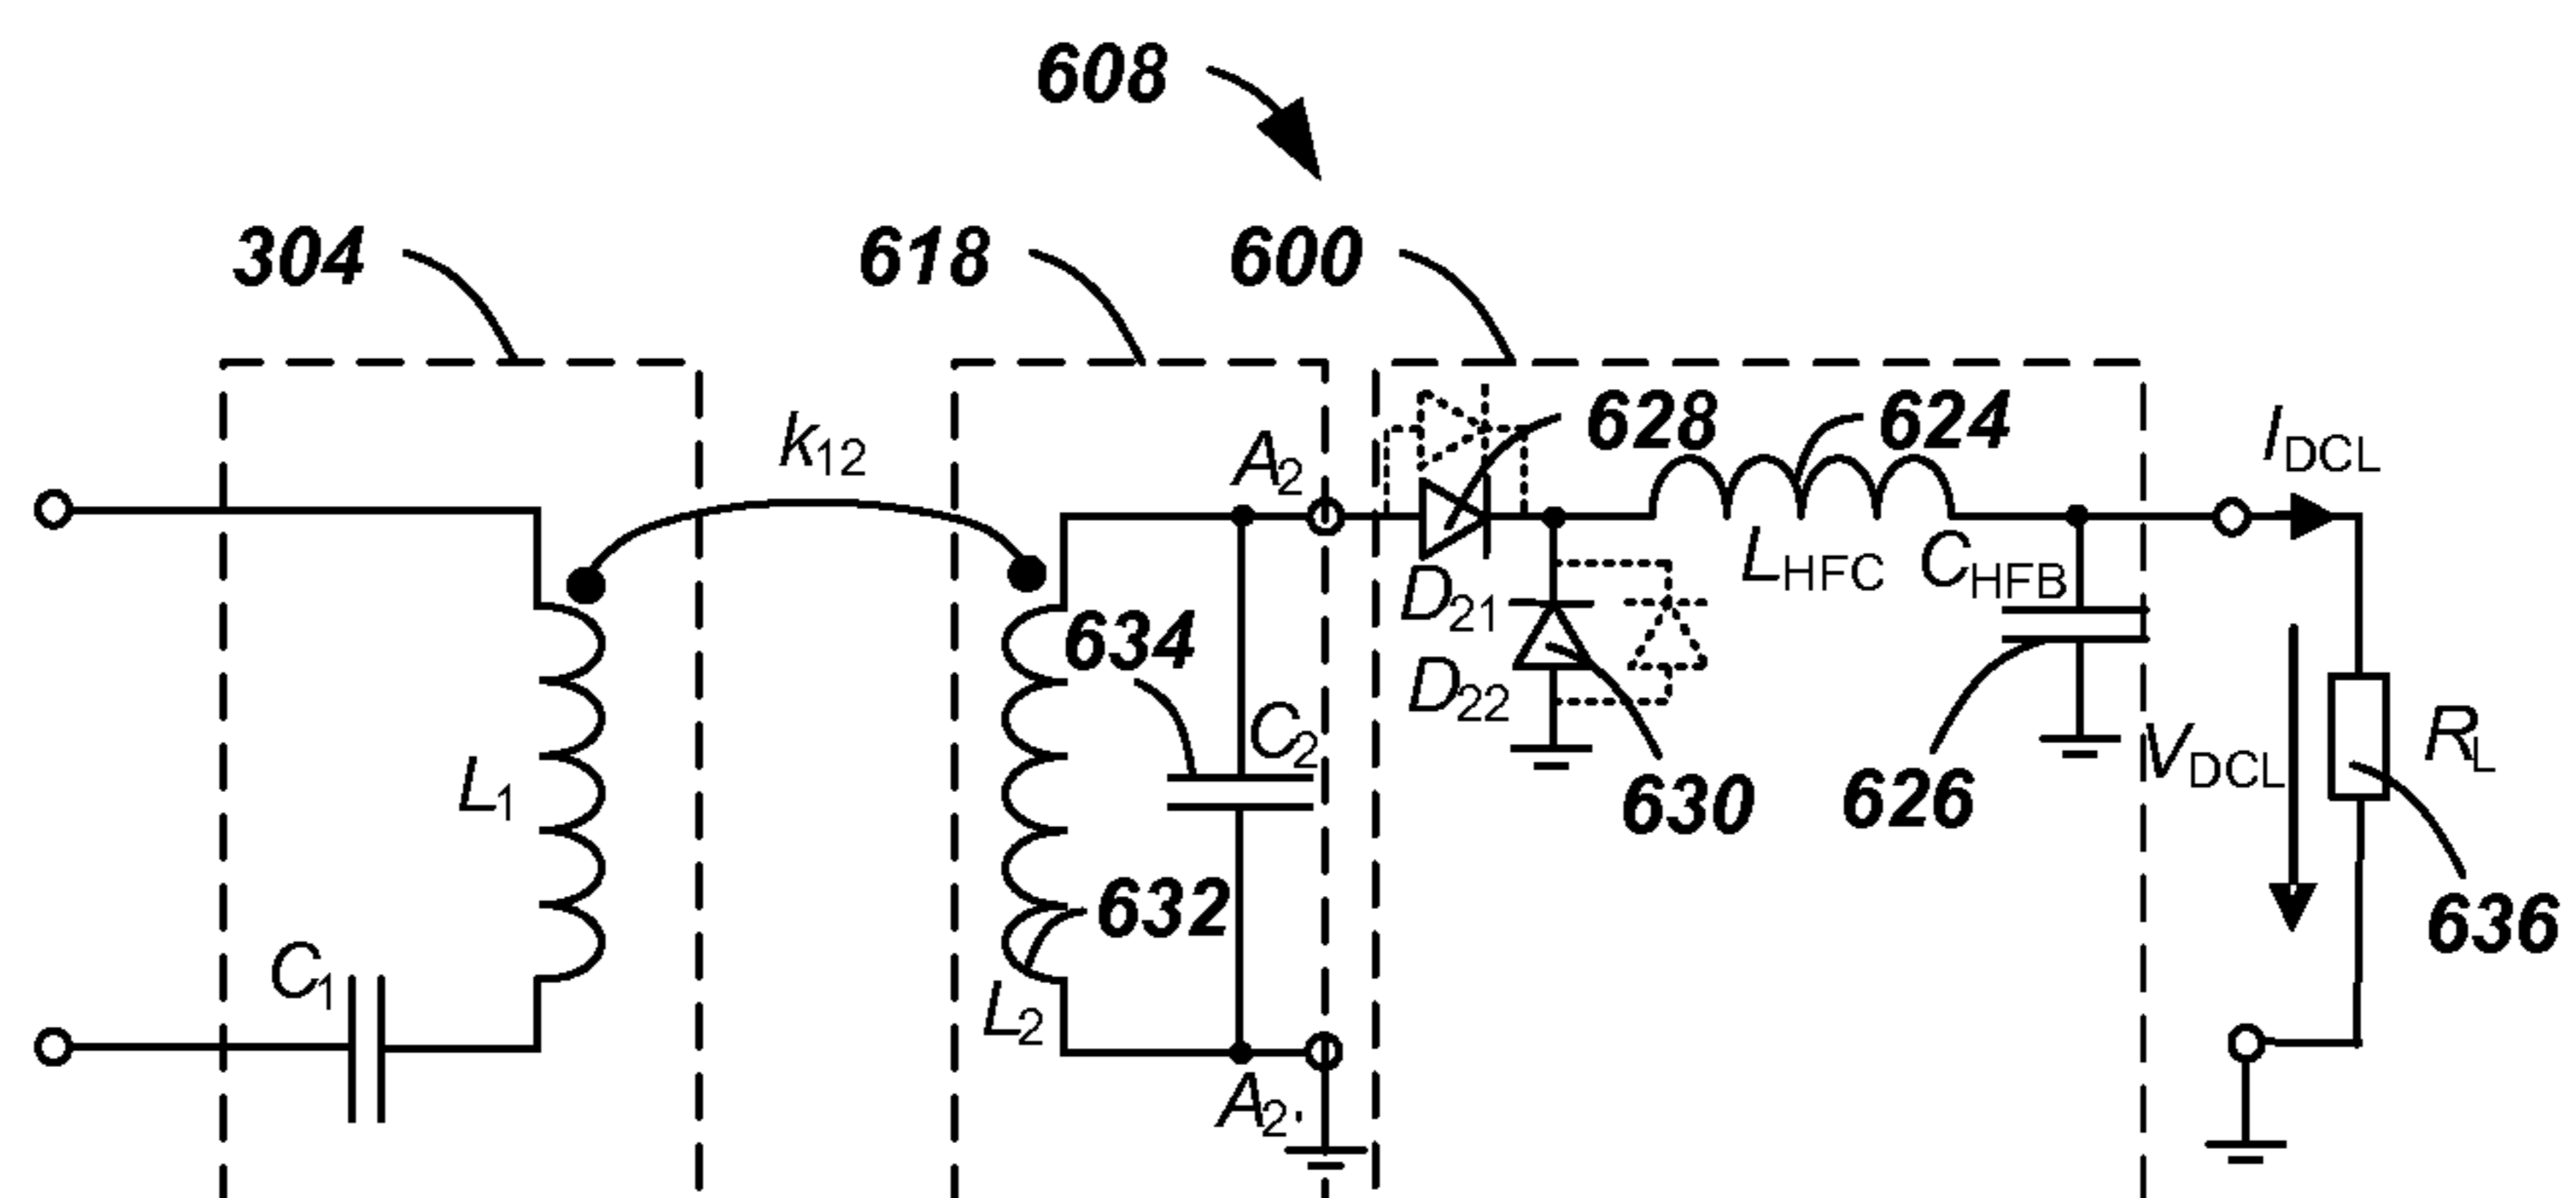 608
304
618
600
628
624
k12
A2
IDCL
D21
LHFC
CHFB
634
D22
C2
VDCL
RL
L1
630
626
632
636
C1
L2
A2'